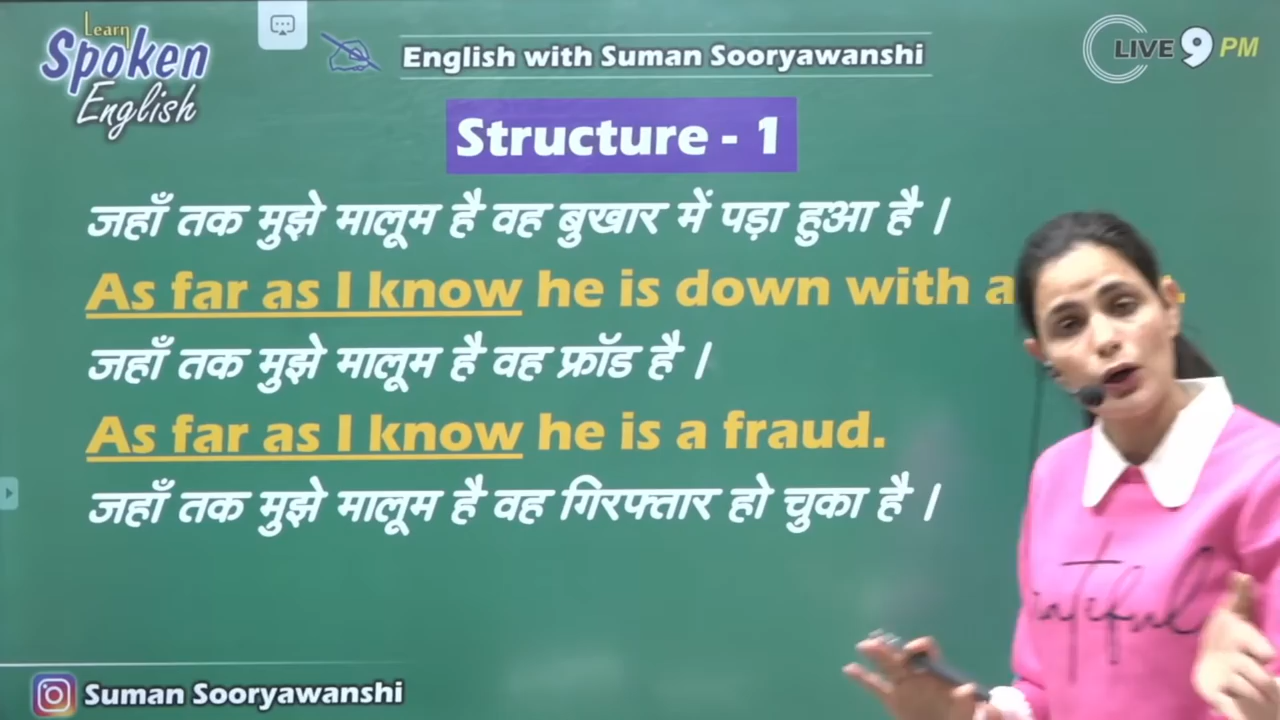 Learn
Spoken
English
English with Suman Sooryawanshi
LIVE 9 PM
Structure - 1
जहाँ तक मुझे मालूम है वह बुखार में पड़ा हुआ है ।
As far as I know he is down with a
जहाँ तक मुझे मालूम है वह फ्रॉड है ।
As far as I know he is a fraud.
जहाँ तक मुझे मालूम है वह गिरफ्तार हो चुका है ।
Suman Sooryawanshi